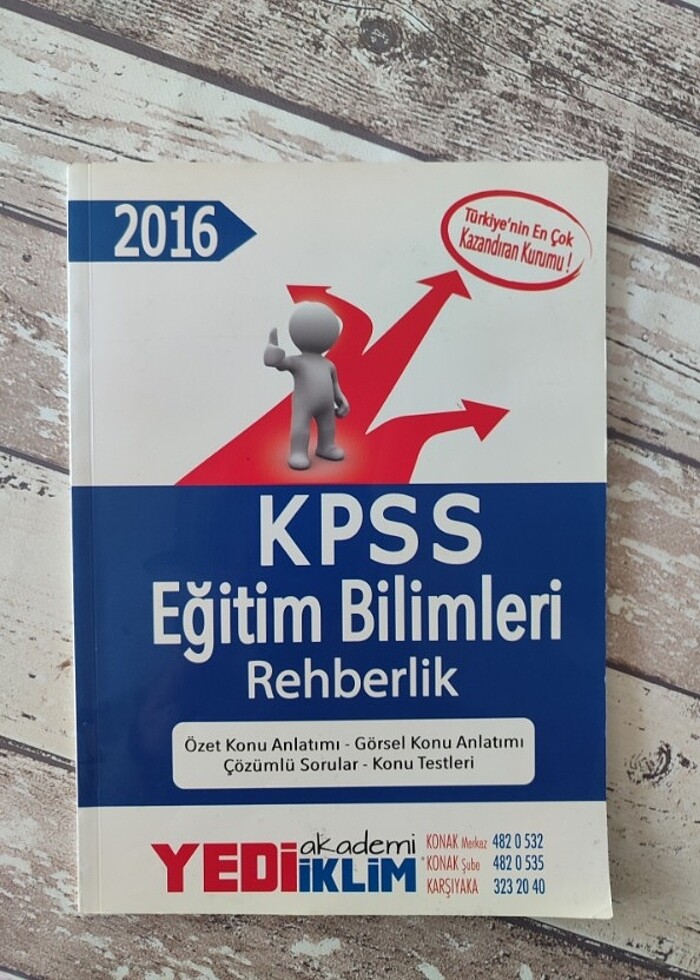 2016
Türkiye'nin En Çok
Kazandıran Kurumu !
KPSS
Eğitim Bilimleri
Rehberlik
Özet Konu Anlatımı - Görsel Konu Anlatımı
Çözümlü Sorular - Konu Testleri
YEDİ İKLİM akademi
KONAK Merkez 482 0 532
KONAK Şube 482 0 535
KARŞIYAKA 323 20 40